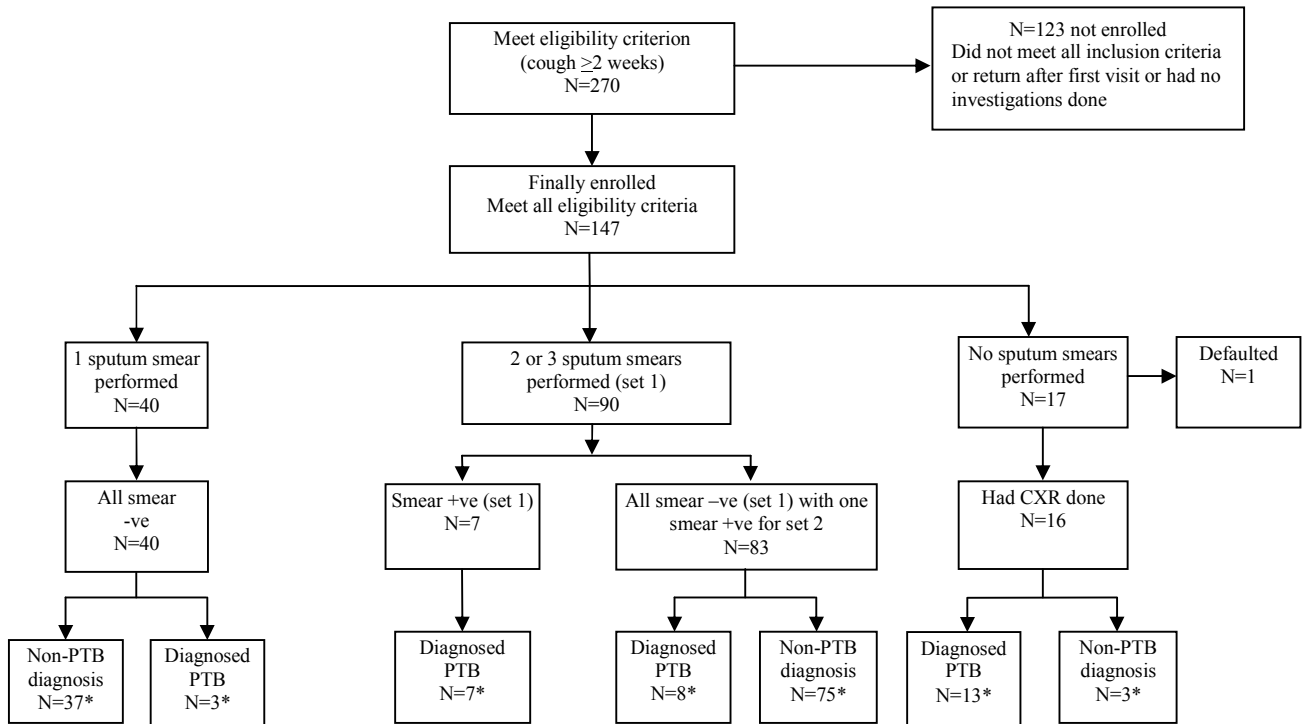 Meet eligibility criterion
(cough ≥2 weeks)
N=270
N=123 not enrolled
Did not meet all inclusion criteria
or return after first visit or had no
investigations done
Finally enrolled
Meet all eligibility criteria
N=147
1 sputum smear
performed
N=40
2 or 3 sputum smears
performed (set 1)
N=90
No sputum smears
performed
N=17
Defaulted
N=1
All smear
-ve
N=40
Smear +ve (set 1)
N=7
All smear –ve (set 1) with one
smear +ve for set 2
N=83
Had CXR done
N=16
Non-PTB
diagnosis
N=37*
Diagnosed
PTB
N=3*
Diagnosed
PTB
N=7*
Diagnosed
PTB
N=8*
Non-PTB
diagnosis
N=75*
Diagnosed
PTB
N=13*
Non-PTB
diagnosis
N=3*